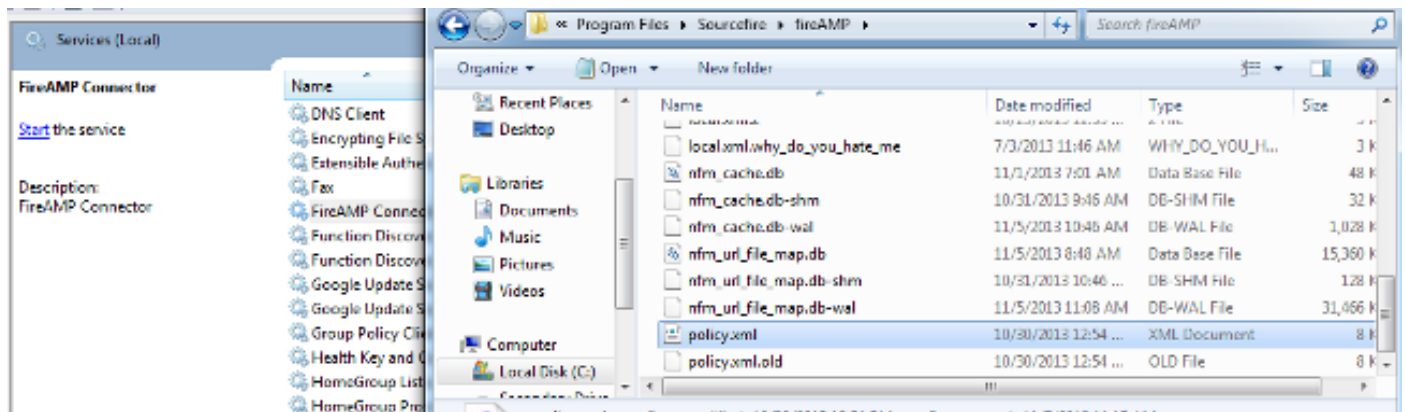 Services (Local)
FireAMP Connector
Start the service
Description:
FireAMP Connector
Name
DNS Client
Encrypting File S
Extensible Authe
Fax
FireAMP Connec
Function Discov
Function Discov
Google Update S
Google Update S
Group Policy Clie
Health Key and C
HomeGroup List
HomeGroup Pro
« Program Files ▸ Sourcefire ▸ fireAMP ▸
Search fireAMP
Organize Open New folder
Recent Places
Desktop
Libraries
Documents
Music
Pictures
Videos
Computer
Local Disk (C:)
Name Date modified Type Size
local.xml.why_do_you_hate_me 7/3/2013 11:46 AM WHY_DO_YOU_H... 3 K
nfm_cache.db 11/1/2013 7:01 AM Data Base File 48 K
nfm_cache.db-shm 10/31/2013 9:46 AM DB-SHM File 32 K
nfm_cache.db-wal 11/5/2013 10:46 AM DB-WAL File 1,028 K
nfm_url_file_map.db 11/5/2013 8:48 AM Data Base File 15,360 K
nfm_url_file_map.db-shm 10/31/2013 10:46 ... DB-SHM File 128 K
nfm_url_file_map.db-wal 11/5/2013 11:08 AM DB-WAL File 31,466 K
policy.xml 10/30/2013 12:54 ... XML Document 8 K
policy.xml.old 10/30/2013 12:54 ... OLD File 8 K